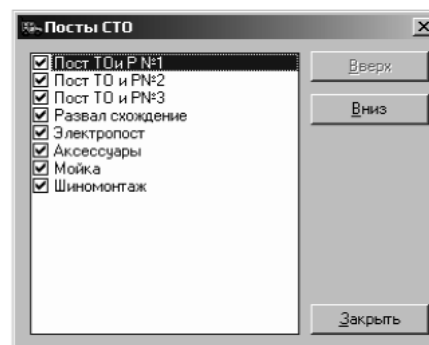 Посты СТО
Пост ТОи Р №1
Пост ТО и Р№2
Пост ТО и Р№3
Развал схождение
Электропост
Аксессуары
Мойка
Шиномонтаж
Вверх
Вниз
Закрыть